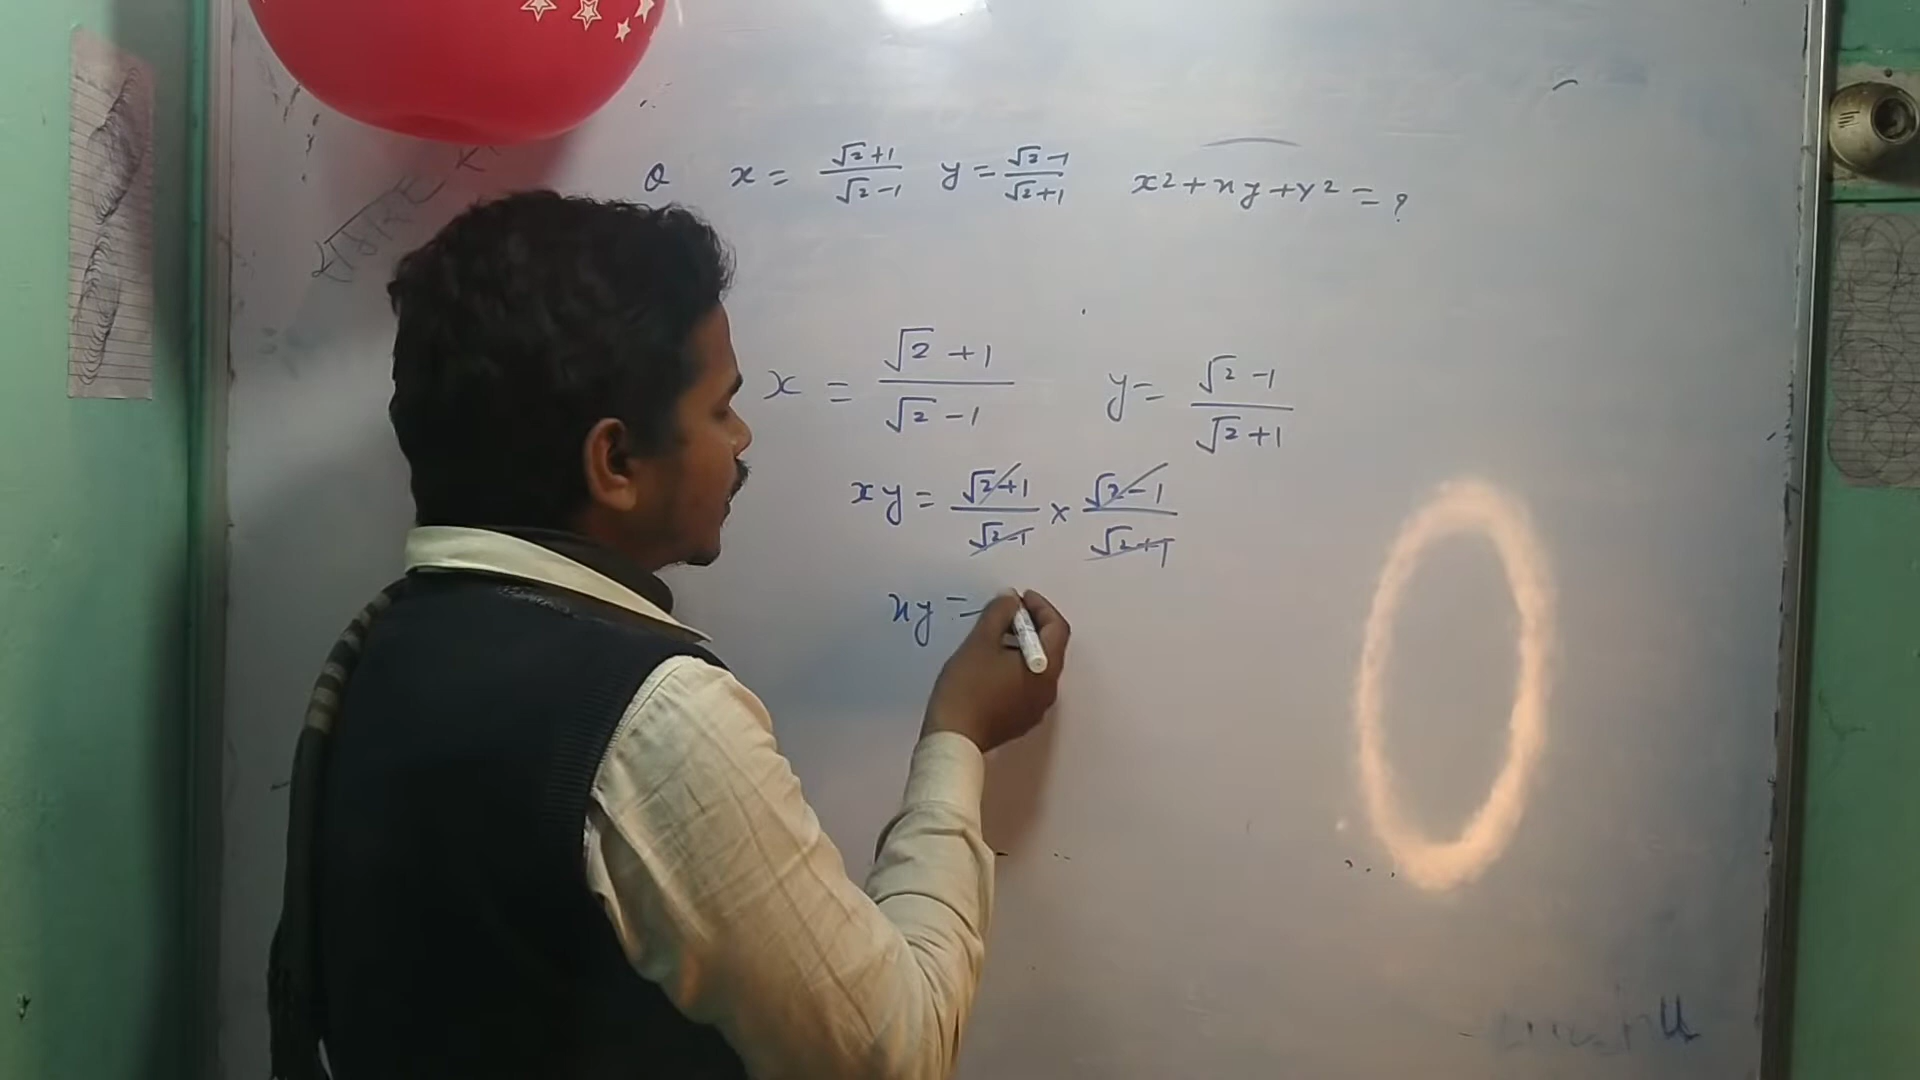 Q x = √2+1/√2-1 y = √2-1/√2+1 x2+xy+y2 = ?
x = √2+1/√2-1 y = √2-1/√2+1
xy = √2+1/√2-1 × √2-1/√2+1
xy =